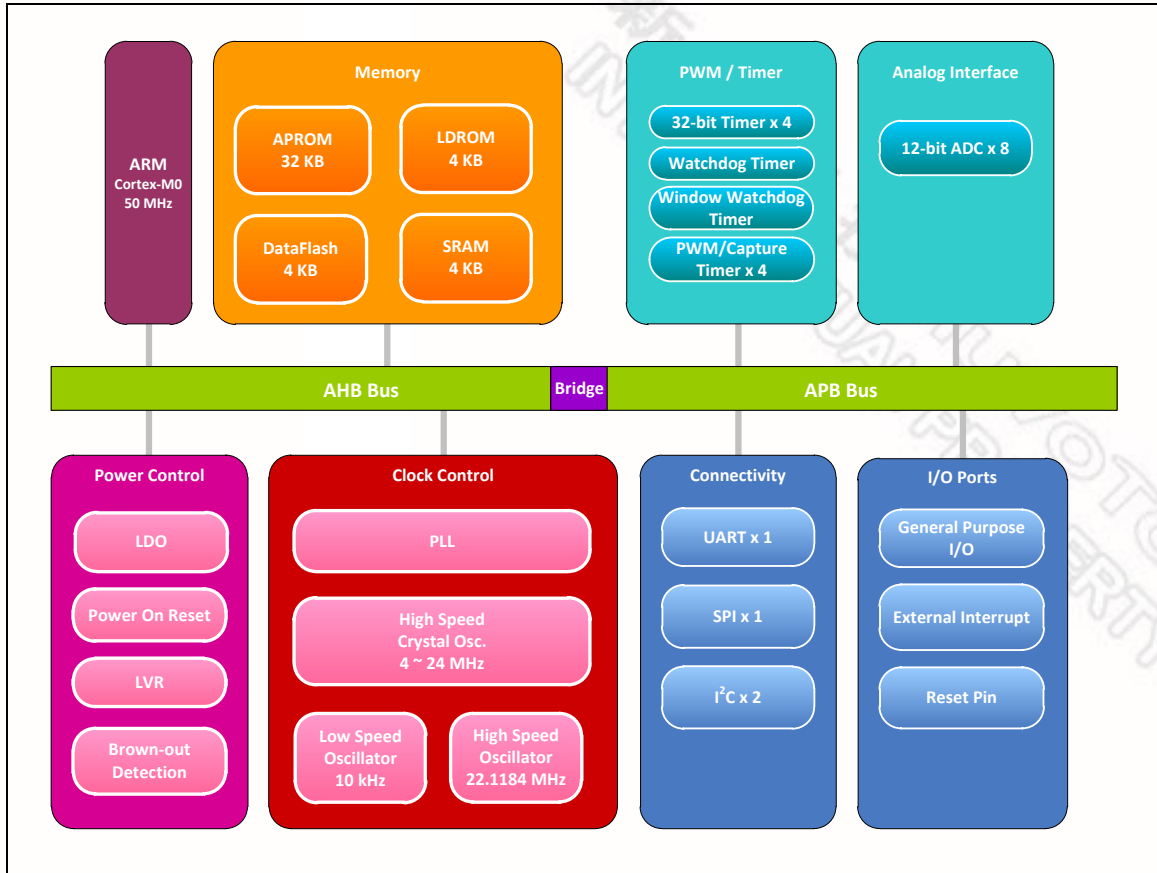 ARM
Cortex-M0
50 MHz
Memory
APROM
32 KB
LDROM
4 KB
DataFlash
4 KB
SRAM
4 KB
PWM / Timer
32-bit Timer x 4
Watchdog Timer
Window Watchdog
Timer
PWM/Capture
Timer x 4
Analog Interface
12-bit ADC x 8
AHB Bus
Bridge
APB Bus
Power Control
LDO
Power On Reset
LVR
Brown-out
Detection
Clock Control
PLL
High Speed
Crystal Osc.
4 ~ 24 MHz
Low Speed
Oscillator
10 kHz
High Speed
Oscillator
22.1184 MHz
Connectivity
UART x 1
SPI x 1
I²C x 2
I/O Ports
General Purpose
I/O
External Interrupt
Reset Pin